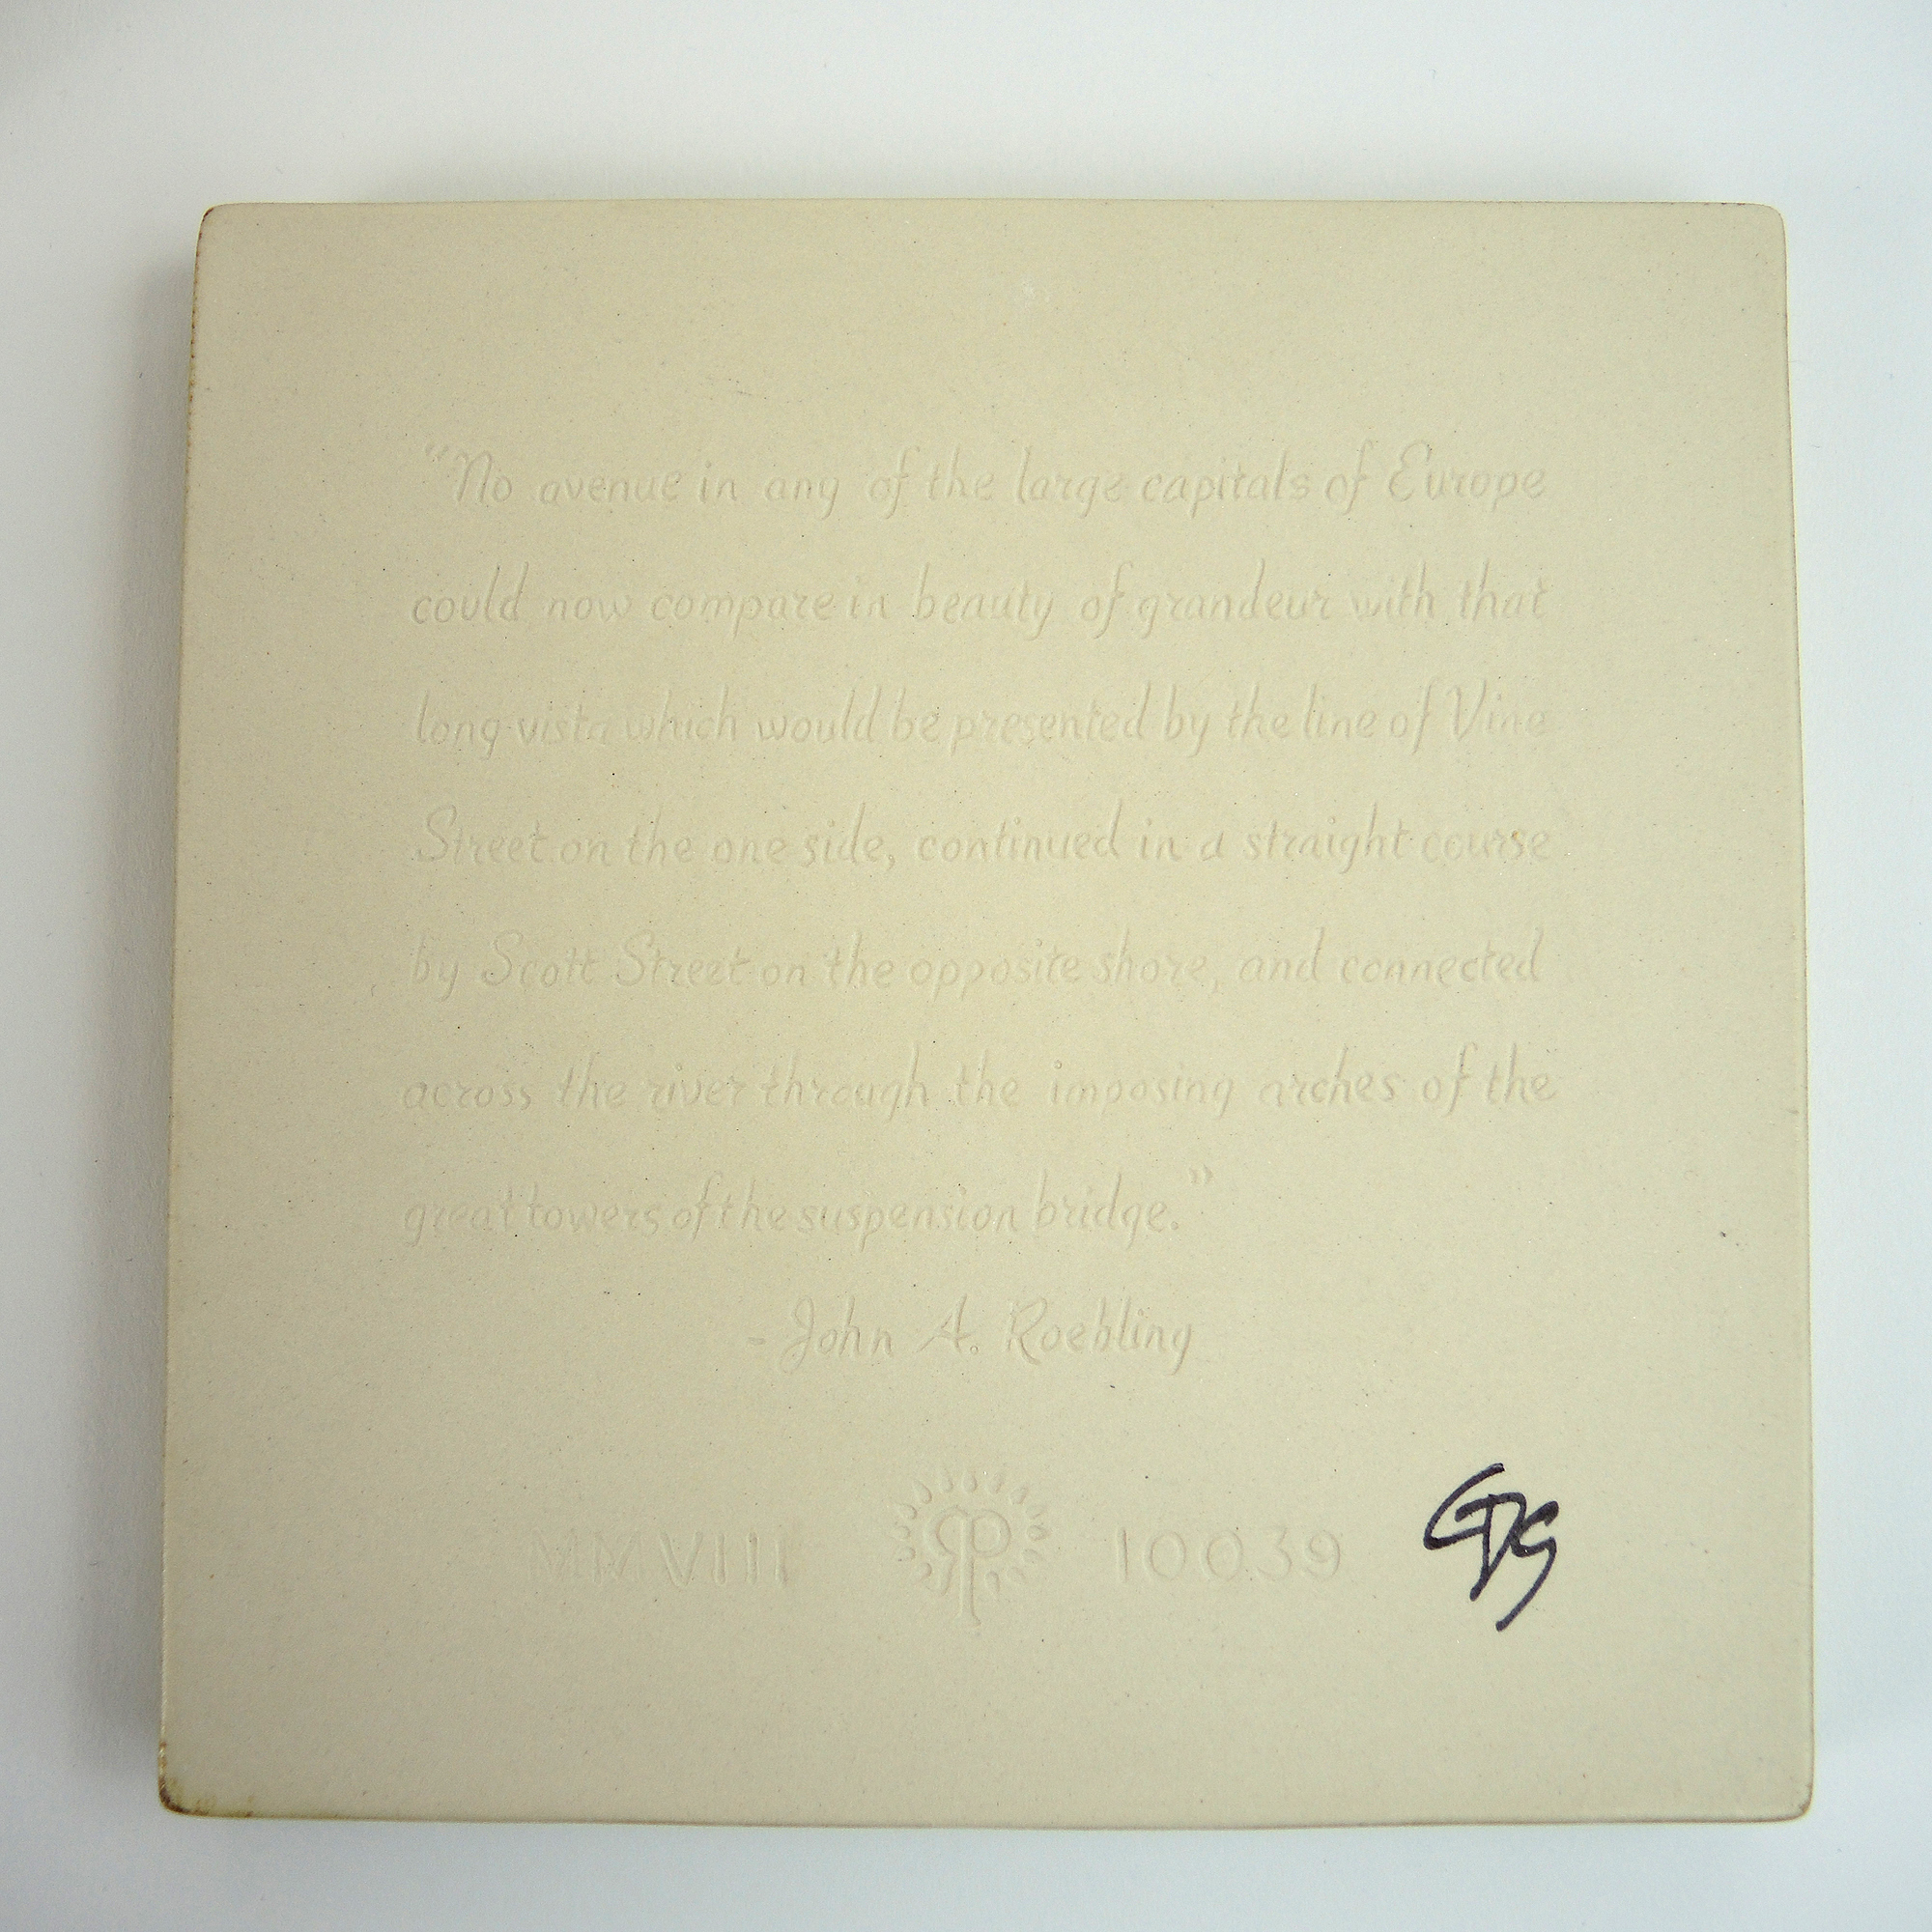 "No avenue in any of the large capitals of Europe
could now compare in beauty of grandeur with that
long vista which would be presented by the line of Vine
Street on the one side, continued in a straight course
by Scott Street on the opposite shore, and connected
across the river through the imposing arches of the
great towers of the suspension bridge."
- John A. Roebling
MMVIII RP 10039